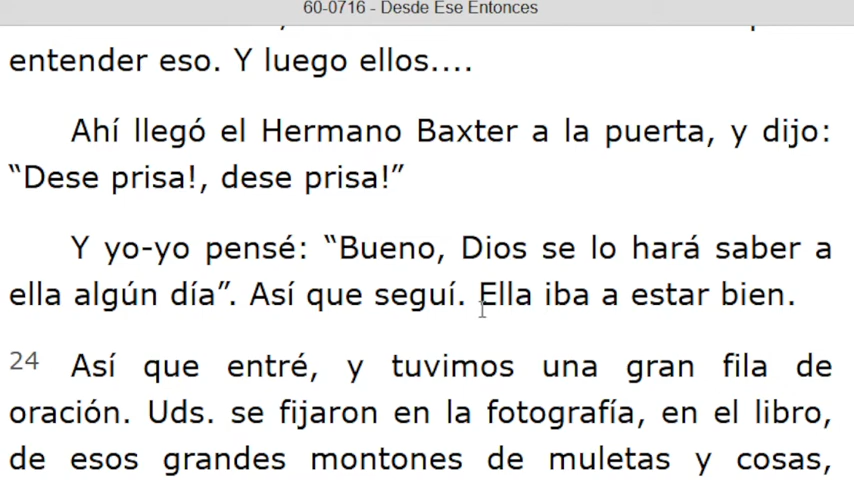 60-0716 - Desde Ese Entonces
entender eso. Y luego ellos....
Ahí llegó el Hermano Baxter a la puerta, y dijo:
“Dese prisa!, dese prisa!”
Y yo-yo pensé: “Bueno, Dios se lo hará saber a
ella algún día”. Así que seguí. Ella iba a estar bien.
24 Así que entré, y tuvimos una gran fila de
oración. Uds. se fijaron en la fotografía, en el libro,
de esos grandes montones de muletas y cosas,